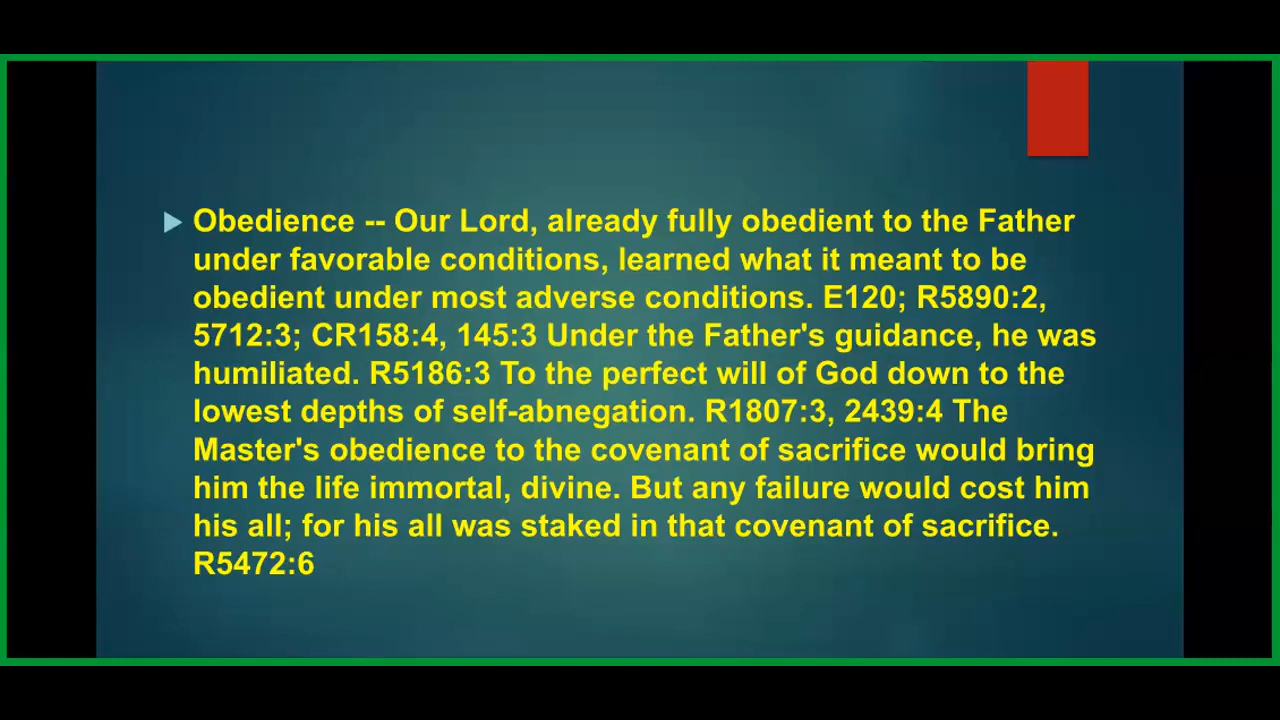 Obedience -- Our Lord, already fully obedient to the Father
under favorable conditions, learned what it meant to be
obedient under most adverse conditions. E120; R5890:2,
5712:3; CR158:4, 145:3 Under the Father's guidance, he was
humiliated. R5186:3 To the perfect will of God down to the
lowest depths of self-abnegation. R1807:3, 2439:4 The
Master's obedience to the covenant of sacrifice would bring
him the life immortal, divine. But any failure would cost him
his all; for his all was staked in that covenant of sacrifice.
R5472:6